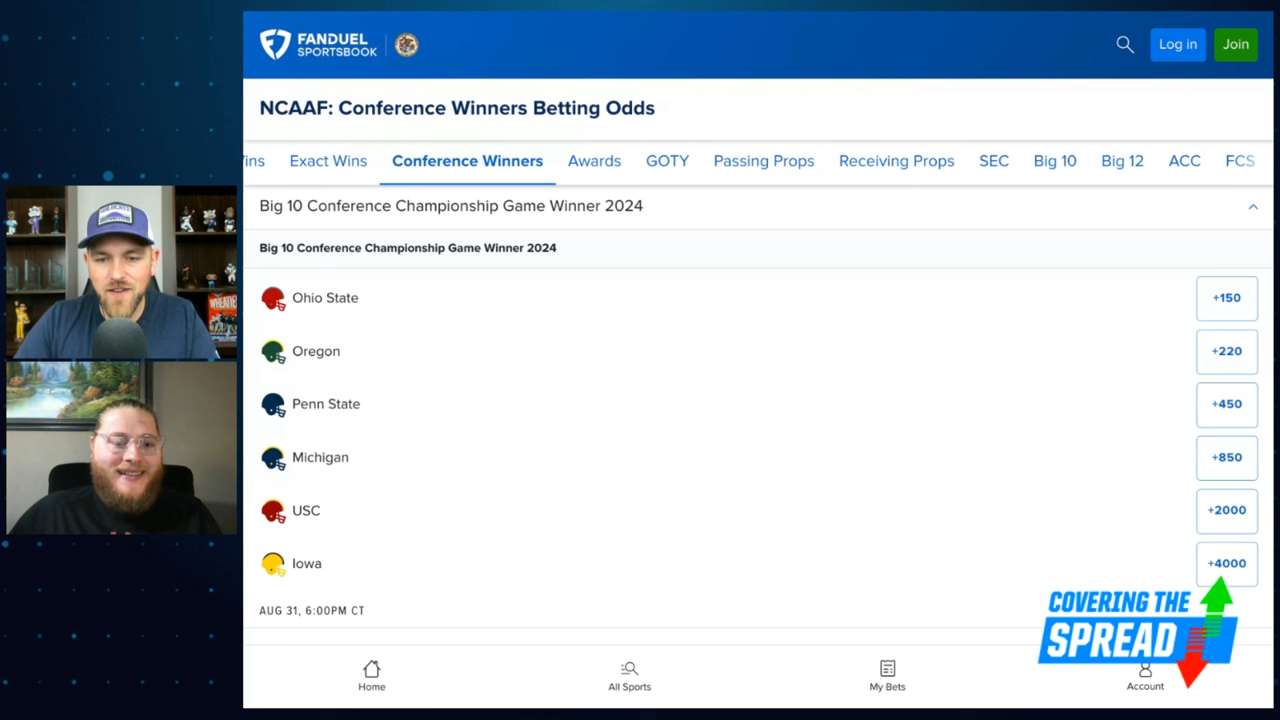 FANDUEL
SPORTSBOOK
Log in
Join
NCAAF: Conference Winners Betting Odds
ins
Exact Wins
Conference Winners
Awards
GOTY
Passing Props
Receiving Props
SEC
Big 10
Big 12
ACC
FCS
Big 10 Conference Championship Game Winner 2024
Big 10 Conference Championship Game Winner 2024
Ohio State
+150
Oregon
+220
Penn State
+450
Michigan
+850
USC
+2000
Iowa
+4000
AUG 31, 6:00PM CT
COVERING THE
SPREAD
Home
All Sports
My Bets
Account
WILDCATS
WHEATIES